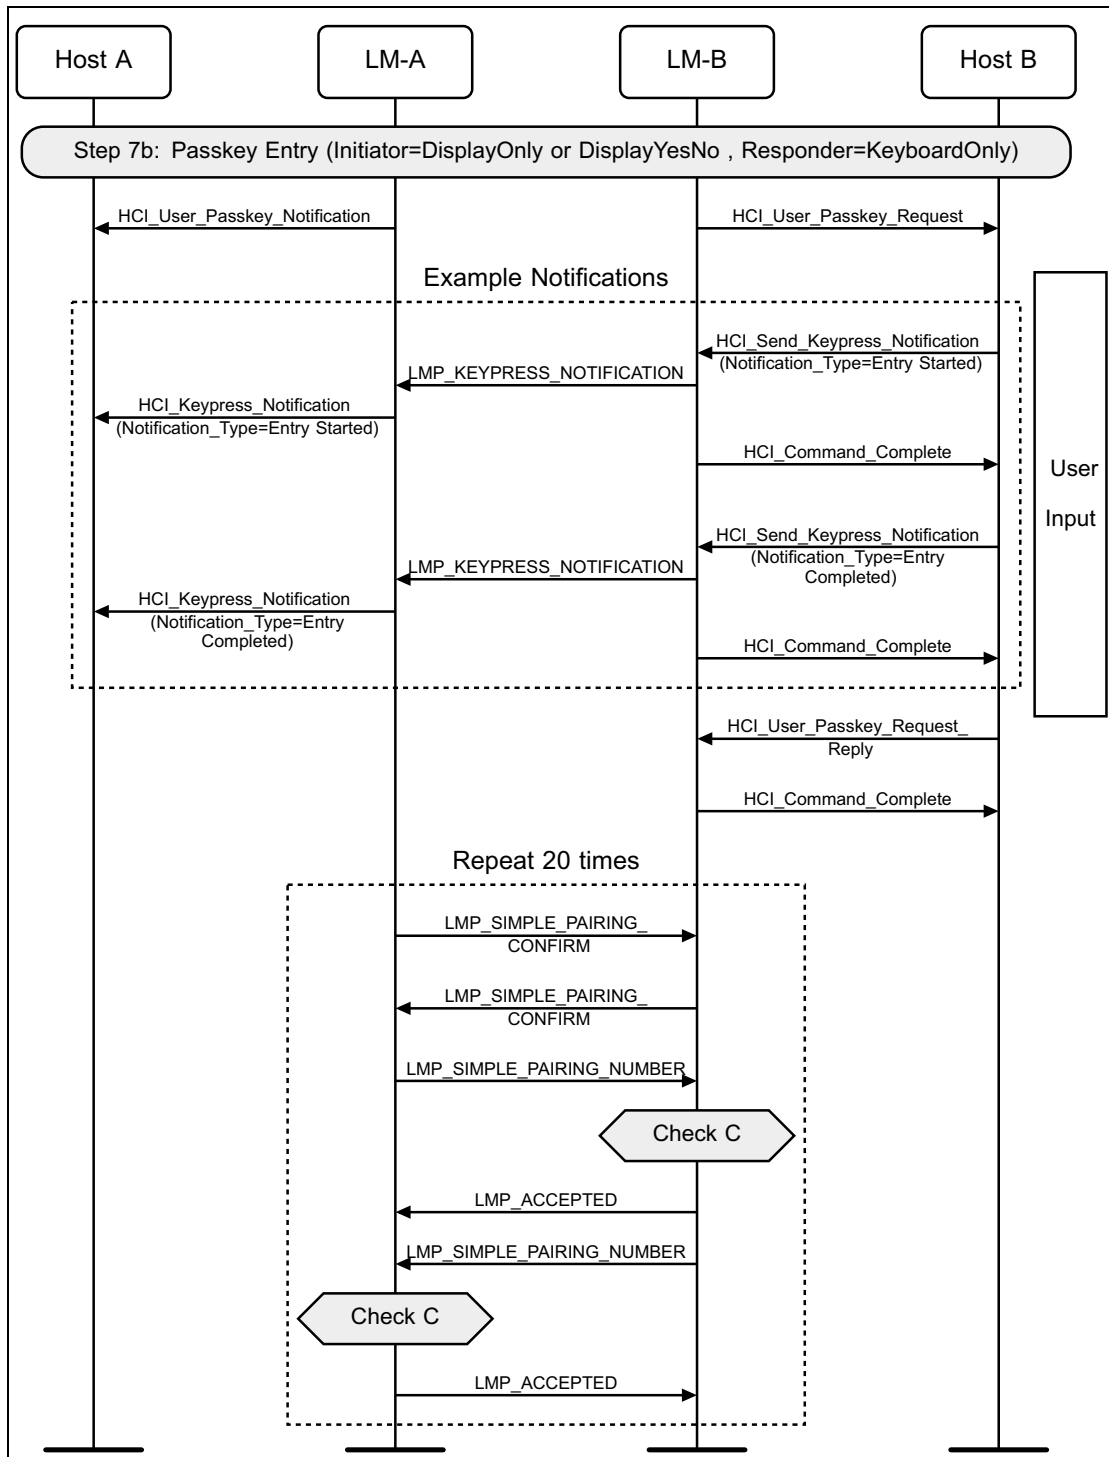 Host A
LM-A
LM-B
Host B
Step 7b:  Passkey Entry (Initiator=DisplayOnly or DisplayYesNo , Responder=KeyboardOnly)
HCI_User_Passkey_Notification
HCI_User_Passkey_Request
Example Notifications
HCI_Send_Keypress_Notification
(Notification_Type=Entry Started)
LMP_KEYPRESS_NOTIFICATION
HCI_Keypress_Notification
(Notification_Type=Entry Started)
HCI_Command_Complete
User
Input
HCI_Send_Keypress_Notification
(Notification_Type=Entry
Completed)
LMP_KEYPRESS_NOTIFICATION
HCI_Keypress_Notification
(Notification_Type=Entry
Completed)
HCI_Command_Complete
HCI_User_Passkey_Request_
Reply
HCI_Command_Complete
Repeat 20 times
LMP_SIMPLE_PAIRING_
CONFIRM
LMP_SIMPLE_PAIRING_
CONFIRM
LMP_SIMPLE_PAIRING_NUMBER
Check C
LMP_ACCEPTED
LMP_SIMPLE_PAIRING_NUMBER
Check C
LMP_ACCEPTED